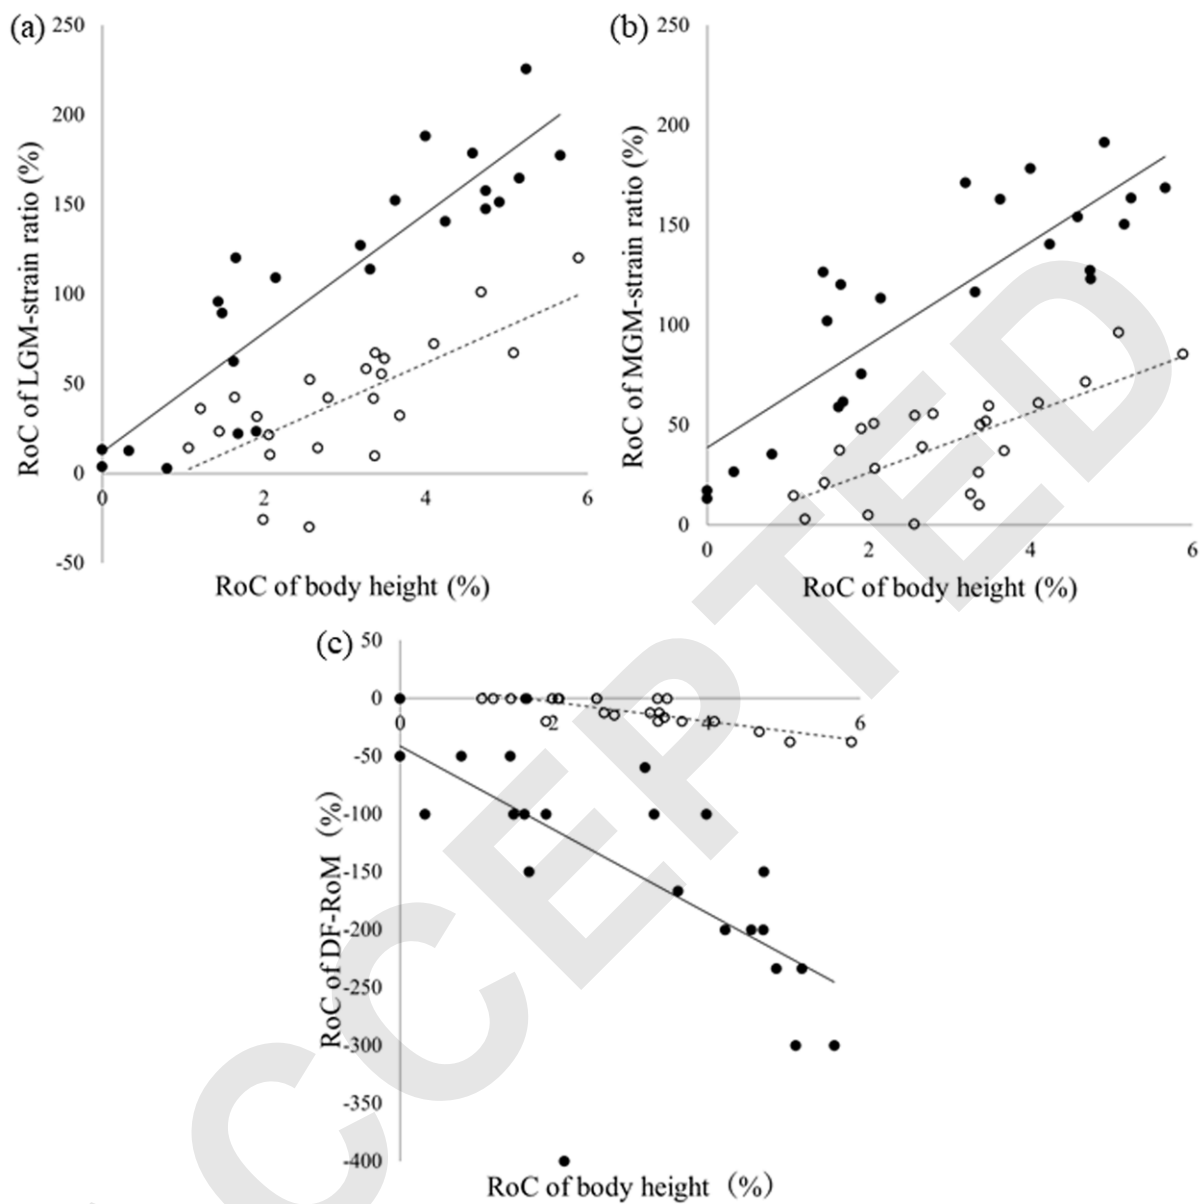 (a)
250
200
150
100
50
0
-50
0 2 4 6
RoC of LGM-strain ratio (%)
RoC of body height (%)
(b)
250
200
150
100
50
0
0 2 4 6
RoC of MGM-strain ratio (%)
RoC of body height (%)
(c)
50
0
-50
-100
-150
-200
-250
-300
-350
-400
0 2 4 6
RoC of DF-RoM (%)
RoC of body height (%)
CCEPTED